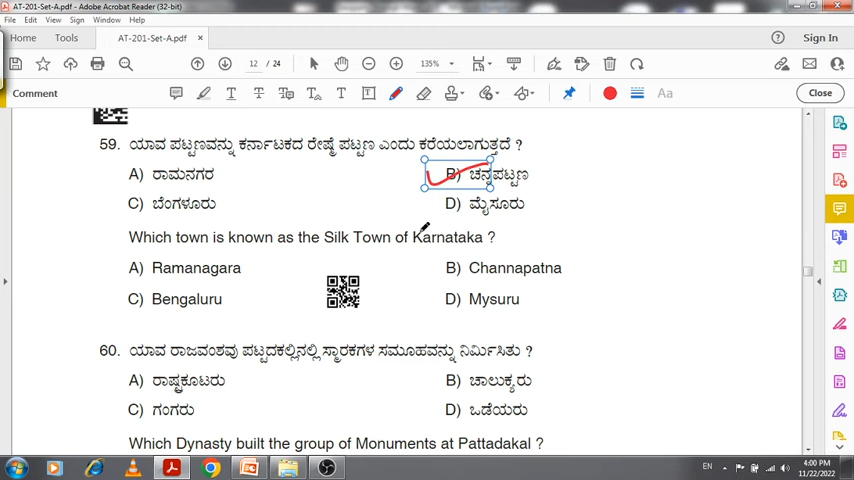 AT-201-Set-A.pdf - Adobe Acrobat Reader (32-bit)
File Edit View Sign Window Help
Home Tools AT-201-Set-A.pdf × Sign In
12 / 24 135%
Comment T T T T T Aa Close
59. ಯಾವ ಪಟ್ಟಣವನ್ನು ಕರ್ನಾಟಕದ ರೇಷ್ಮೆ ಪಟ್ಟಣ ಎಂದು ಕರೆಯಲಾಗುತ್ತದೆ ?
A) ರಾಮನಗರ B) ಚನ್ನಪಟ್ಟಣ
C) ಬೆಂಗಳೂರು D) ಮೈಸೂರು
Which town is known as the Silk Town of Karnataka ?
A) Ramanagara B) Channapatna
C) Bengaluru D) Mysuru
60. ಯಾವ ರಾಜವಂಶವು ಪಟ್ಟದಕಲ್ಲಿನಲ್ಲಿ ಸ್ಮಾರಕಗಳ ಸಮೂಹವನ್ನು ನಿರ್ಮಿಸಿತು ?
A) ರಾಷ್ಟ್ರಕೂಟರು B) ಚಾಲುಕ್ಯರು
C) ಗಂಗರು D) ಒಡೆಯರು
Which Dynasty built the group of Monuments at Pattadakal ?
EN 4:00 PM
11/22/2022